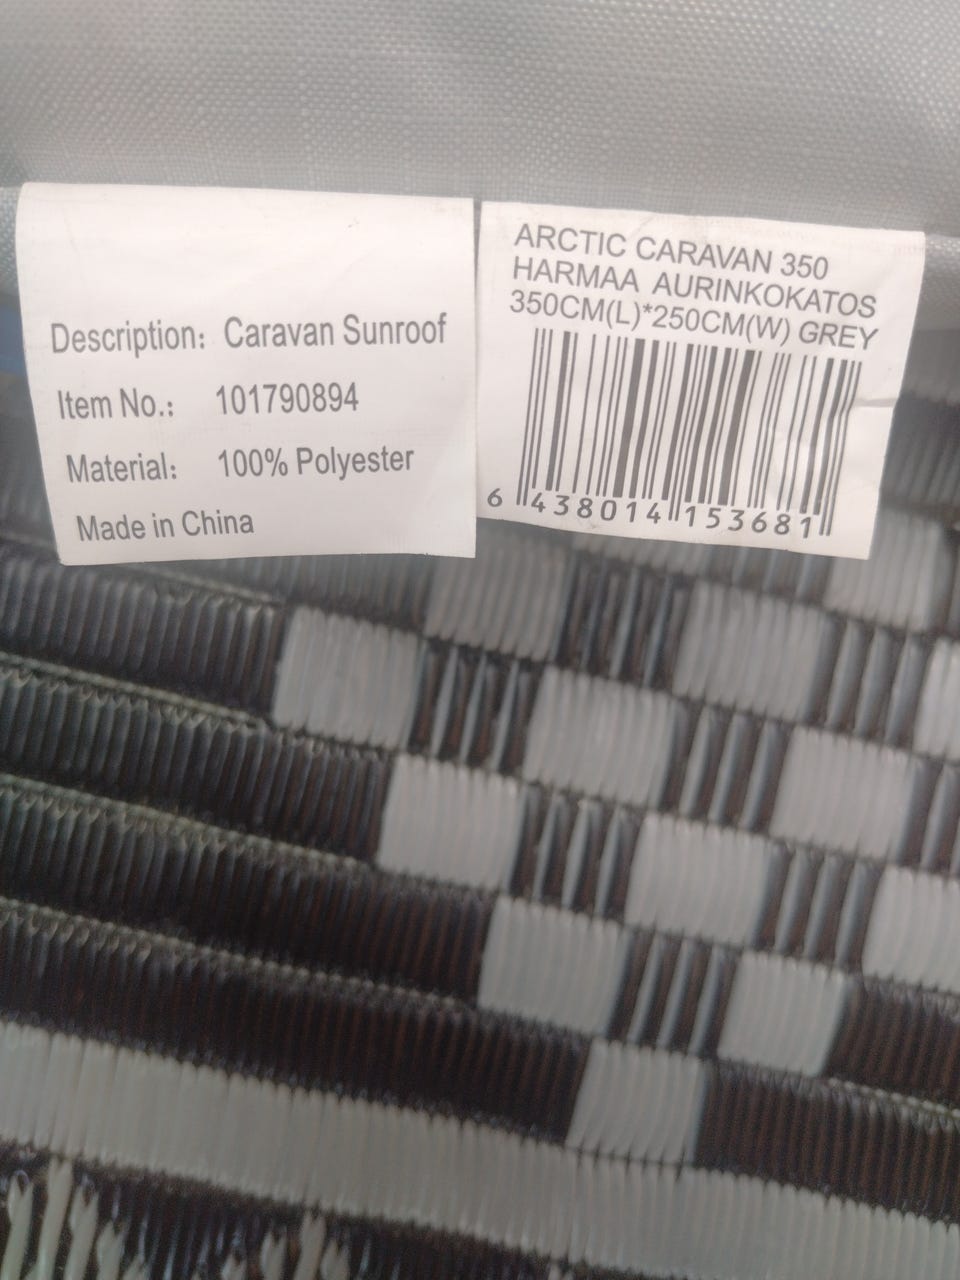 Description: Caravan Sunroof
Item No.: 101790894
Material: 100% Polyester
Made in China
ARCTIC CARAVAN 350
HARMAA AURINKOKATOS
350CM(L)*250CM(W) GREY
6 438014 153681